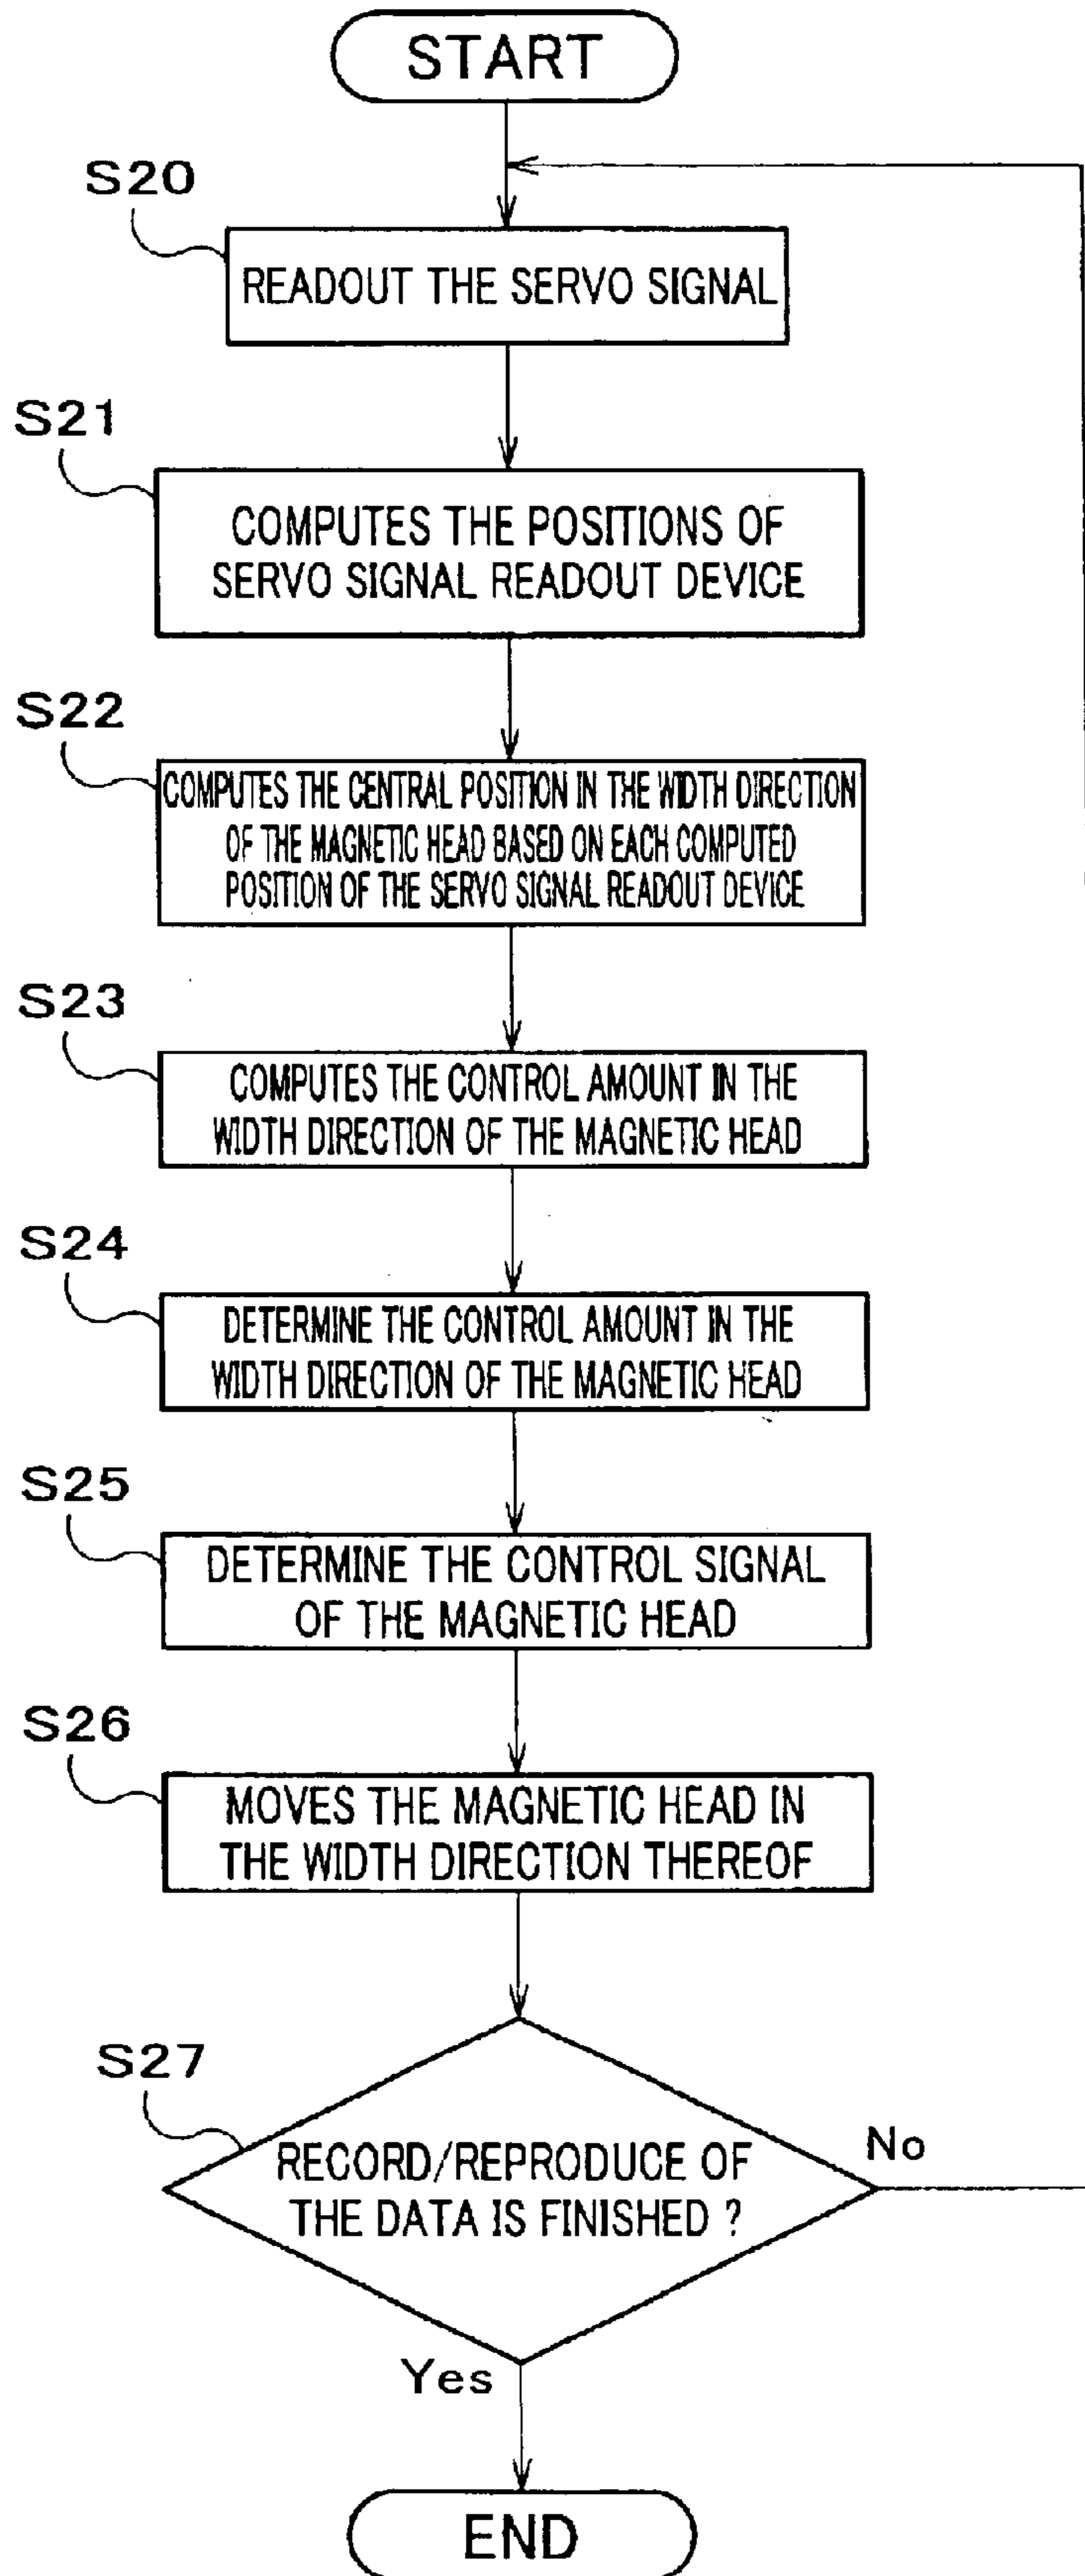 START
S20
READOUT THE SERVO SIGNAL
S21
COMPUTES THE POSITIONS OF
SERVO SIGNAL READOUT DEVICE
S22
COMPUTES THE CENTRAL POSITION IN THE WIDTH DIRECTION
OF THE MAGNETIC HEAD BASED ON EACH COMPUTED
POSITION OF THE SERVO SIGNAL READOUT DEVICE
S23
COMPUTES THE CONTROL AMOUNT IN THE
WIDTH DIRECTION OF THE MAGNETIC HEAD
S24
DETERMINE THE CONTROL AMOUNT IN THE
WIDTH DIRECTION OF THE MAGNETIC HEAD
S25
DETERMINE THE CONTROL SIGNAL
OF THE MAGNETIC HEAD
S26
MOVES THE MAGNETIC HEAD IN
THE WIDTH DIRECTION THEREOF
S27
RECORD/REPRODUCE OF
THE DATA IS FINISHED ?
No
Yes
END